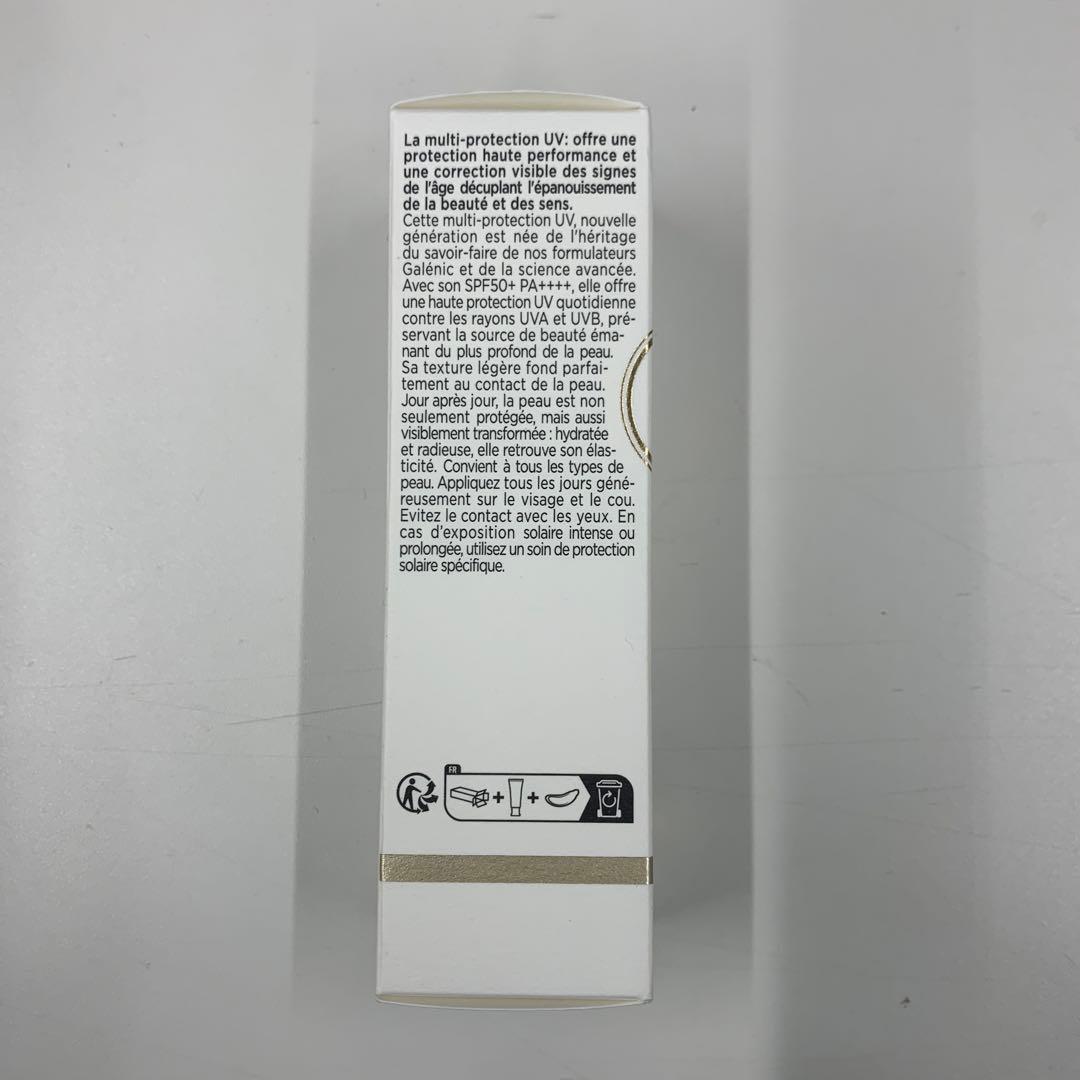 La multi-protection UV: offre une
protection haute performance et
une correction visible des signes
de l'âge décuplant l'épanouissement
de la beauté et des sens.
Cette multi-protection UV, nouvelle
génération est née de l'héritage
du savoir-faire de nos formulateurs
Galénic et de la science avancée.
Avec son SPF50+ PA++++, elle offre
une haute protection UV quotidienne
contre les rayons UVA et UVB, pré-
servant la source de beauté éma-
nant du plus profond de la peau.
Sa texture légère fond parfai-
tement au contact de la peau.
Jour après jour, la peau est non
seulement protégée, mais aussi
visiblement transformée : hydratée
et radieuse, elle retrouve son élas-
ticité. Convient à tous les types de
peau. Appliquez tous les jours géné-
reusement sur le visage et le cou.
Evitez le contact avec les yeux. En
cas d'exposition solaire intense ou
prolongée, utilisez un soin de protection
solaire spécifique.
FR